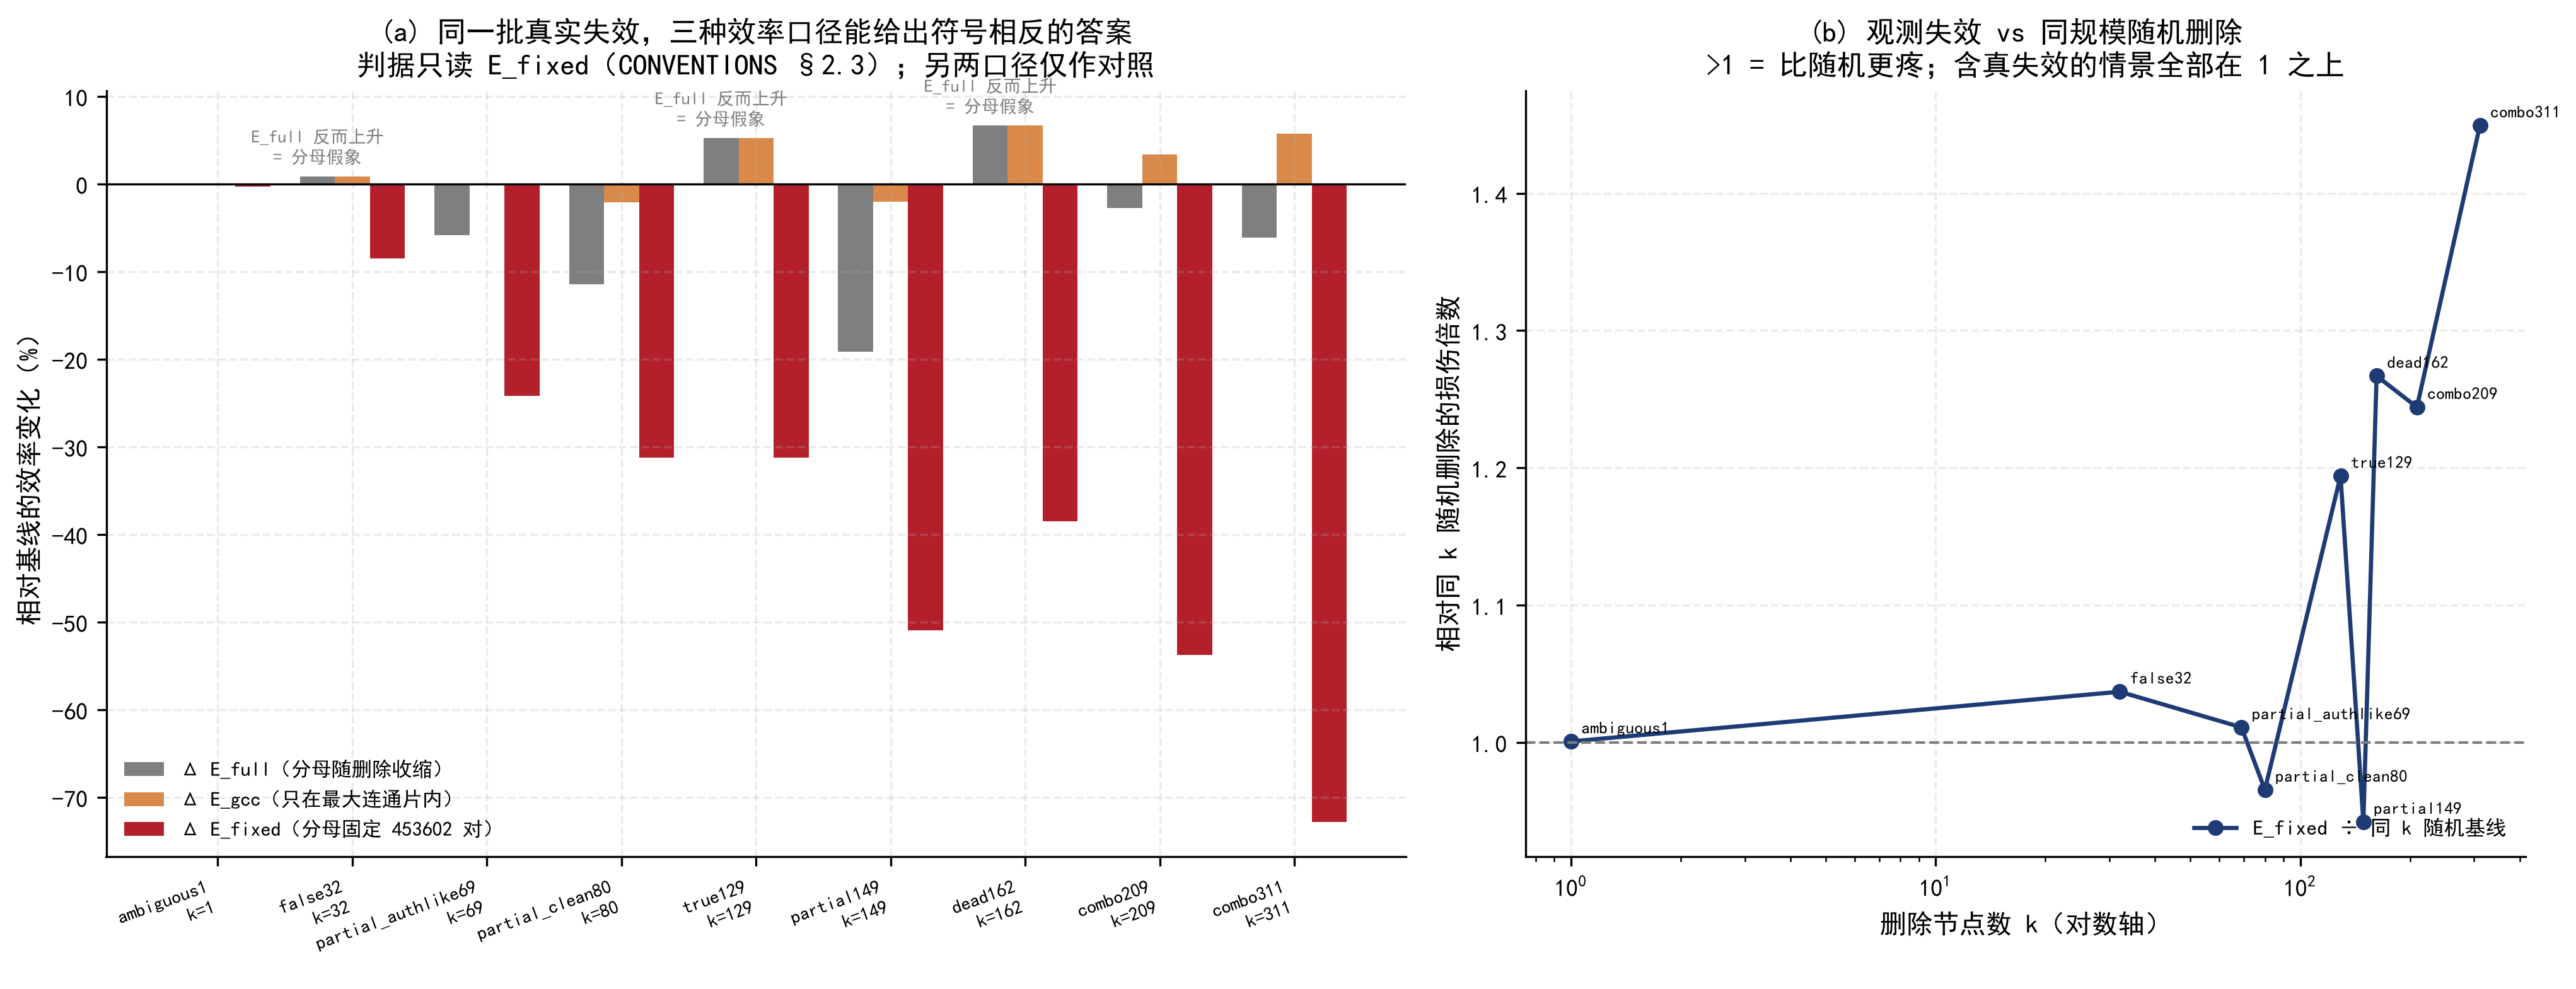 (a) 同一批真实失效，三种效率口径能给出符号相反的答案
判据只读 E_fixed（CONVENTIONS §2.3）；另两口径仅作对照
E_full 反而上升
= 分母假象
E_full 反而上升
= 分母假象
E_full 反而上升
= 分母假象
相对基线的效率变化 (%)
10
0
−10
−20
−30
−40
−50
−60
−70
Δ E_full（分母随删除收缩）
Δ E_gcc（只在最大连通片内）
Δ E_fixed（分母固定 453602 对）
ambiguous1
k=1
false32
k=32
partial_authlike69
k=69
partial_clean80
k=80
true129
k=129
partial149
k=149
dead162
k=162
combo209
k=209
combo311
k=311
(b) 观测失效 vs 同规模随机删除
>1 = 比随机更疼；含真失效的情景全部在 1 之上
相对同 k 随机删除的损伤倍数
1.4
1.3
1.2
1.1
1.0
combo311
dead162
combo209
true129
false32
partial_authlike69
ambiguous1
partial_clean80
partial149
E_fixed ÷ 同 k 随机基线
10⁰
10¹
10²
删除节点数 k（对数轴）